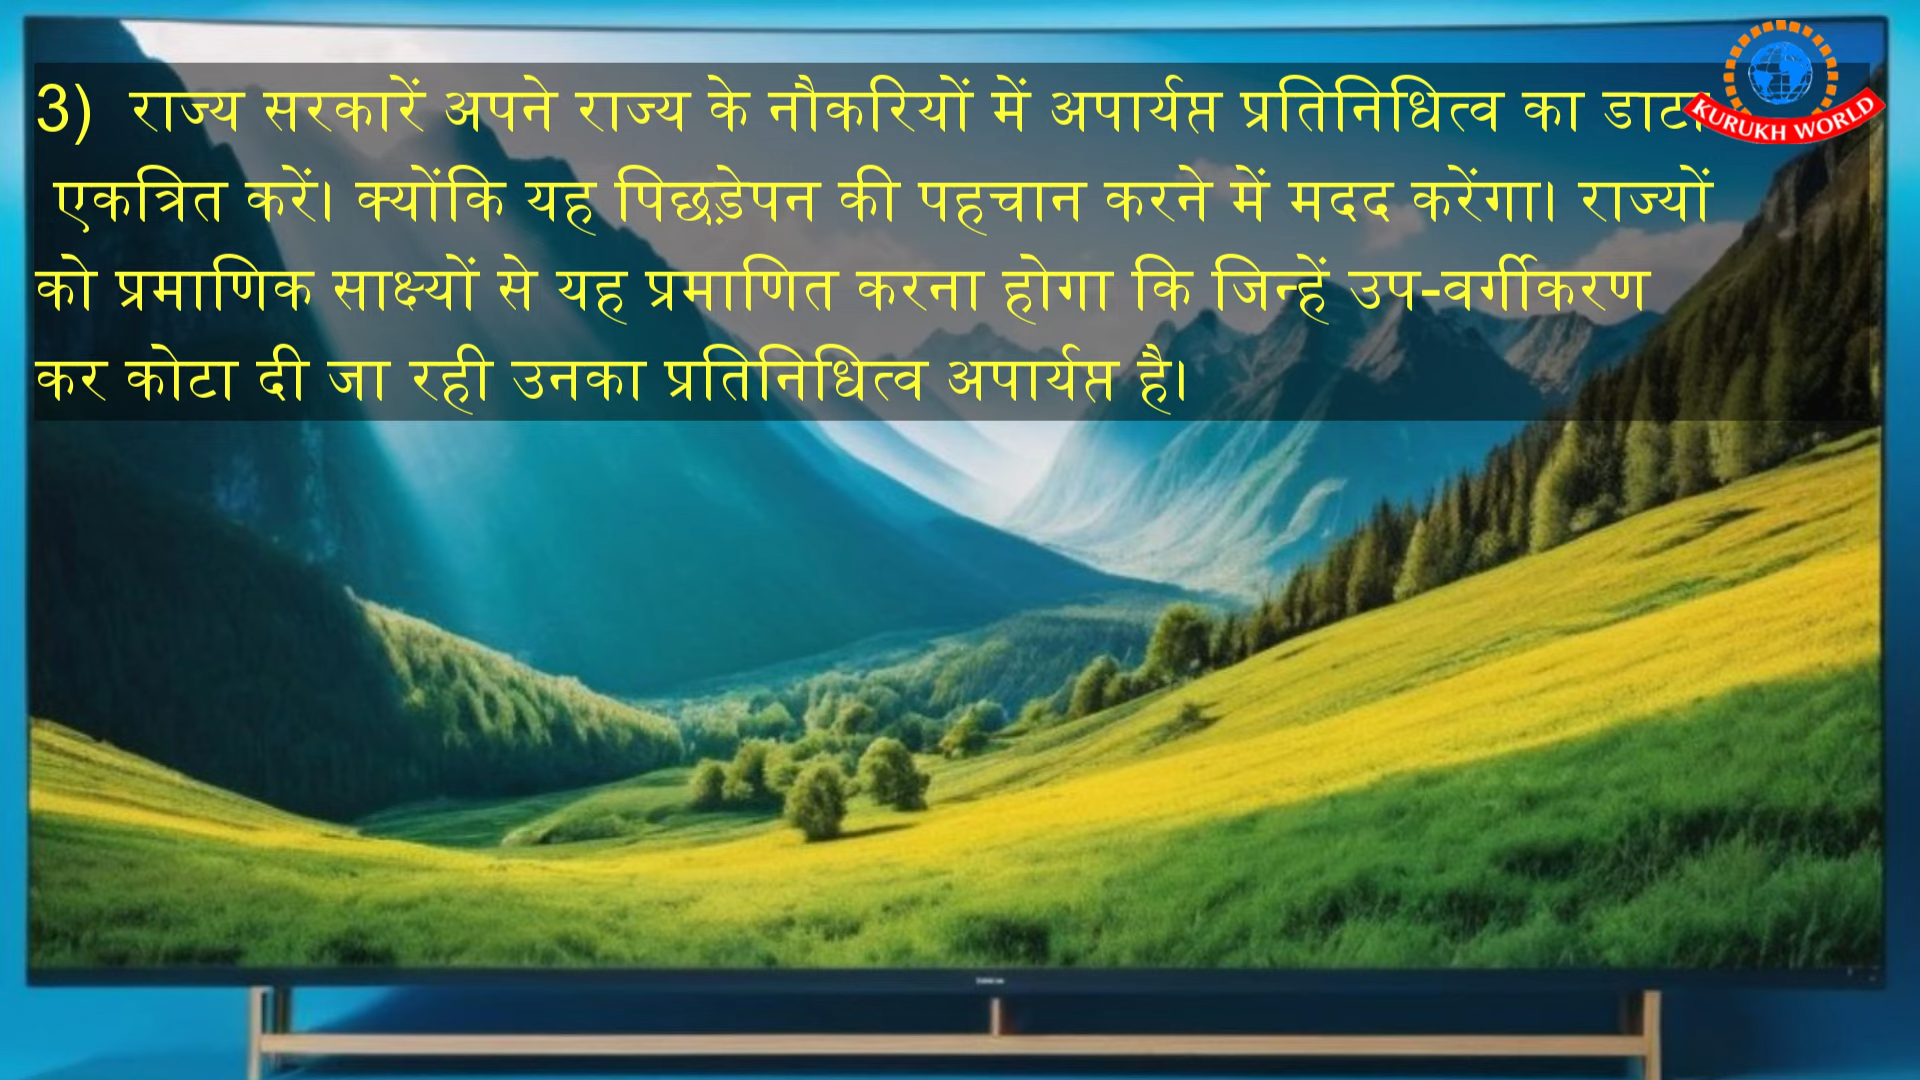 3) राज्य सरकारें अपने राज्य के नौकरियों में अपार्यप्त प्रतिनिधित्व का डाटा
एकत्रित करें। क्योंकि यह पिछड़ेपन की पहचान करने में मदद करेंगा। राज्यों
को प्रमाणिक साक्ष्यों से यह प्रमाणित करना होगा कि जिन्हें उप-वर्गीकरण
कर कोटा दी जा रही उनका प्रतिनिधित्व अपार्यप्त है।
KURUKH WORLD